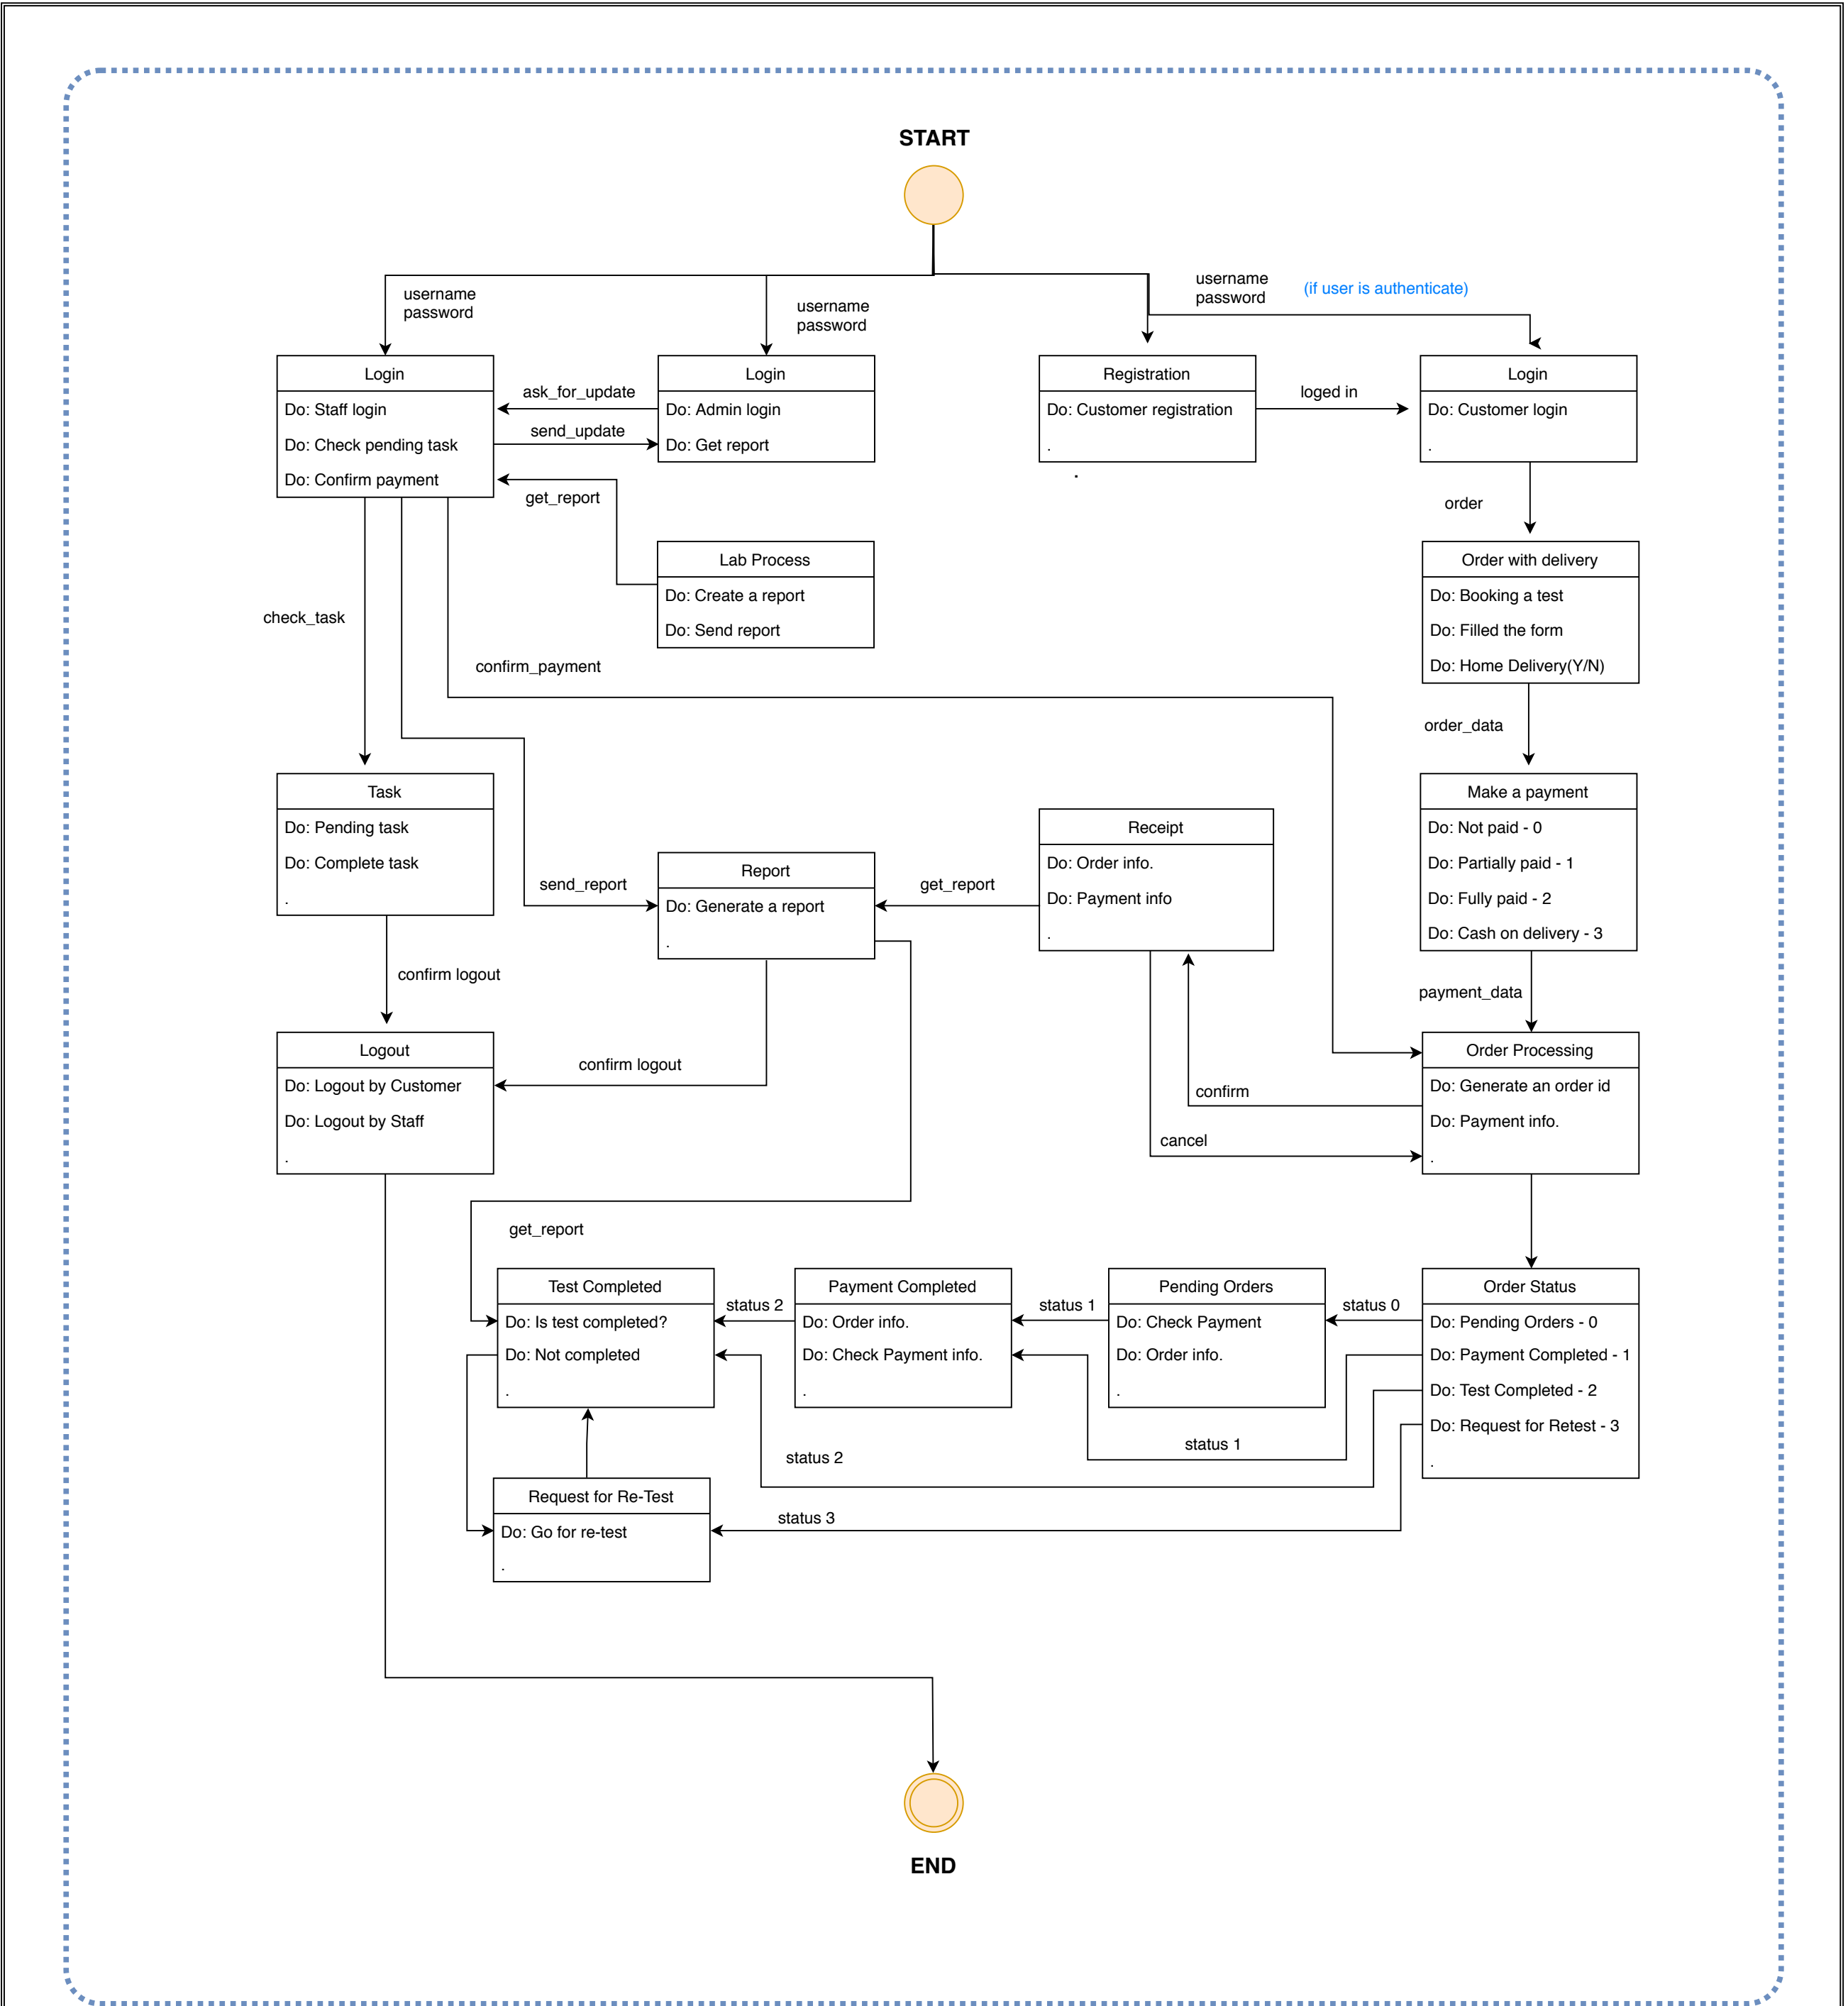 START
username
password
username
password
username
password
(if user is authenticate)
Login
Do: Staff login
Do: Check pending task
Do: Confirm payment
ask_for_update
send_update
get_report
Login
Do: Admin login
Do: Get report
Registration
Do: Customer registration
.
.
loged in
Login
Do: Customer login
.
order
Lab Process
Do: Create a report
Do: Send report
Order with delivery
Do: Booking a test
Do: Filled the form
Do: Home Delivery(Y/N)
check_task
confirm_payment
order_data
Task
Do: Pending task
Do: Complete task
.
send_report
Report
Do: Generate a report
.
get_report
Receipt
Do: Order info.
Do: Payment info
.
Make a payment
Do: Not paid - 0
Do: Partially paid - 1
Do: Fully paid - 2
Do: Cash on delivery - 3
confirm logout
payment_data
Logout
Do: Logout by Customer
Do: Logout by Staff
.
confirm logout
confirm
cancel
Order Processing
Do: Generate an order id
Do: Payment info.
.
get_report
Test Completed
Do: Is test completed?
Do: Not completed
.
status 2
Payment Completed
Do: Order info.
Do: Check Payment info.
.
status 1
Pending Orders
Do: Check Payment
Do: Order info.
.
status 0
Order Status
Do: Pending Orders - 0
Do: Payment Completed - 1
Do: Test Completed - 2
Do: Request for Retest - 3
.
status 1
status 2
status 3
Request for Re-Test
Do: Go for re-test
.
END